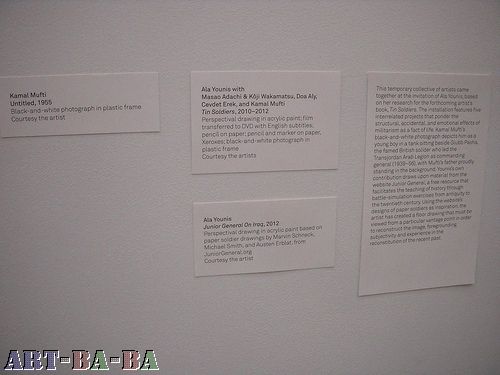 Kamal Mufti
Untitled, 1955
Black-and-white photograph in plastic frame
Courtesy the artist
Ala Younis with
Masao Adachi & Kōji Wakamatsu, Doa Aly,
Cevdet Erek, and Kamal Mufti
Tin Soldiers, 2010–2012
Perspectival drawing in acrylic paint; film
transferred to DVD with English subtitles,
pencil on paper; pencil and marker on paper,
Xeroxes; black-and-white photograph in
plastic frame
Courtesy the artists
Ala Younis
Junior General On Iraq, 2012
Perspectival drawing in acrylic paint based on
paper soldier drawings by Marvin Schreck,
Michael Smith, and Austen Erblat, from
JuniorGeneral.org
Courtesy the artist
This temporary collective of artists came
together at the invitation of Ala Younis, based
on her research for the forthcoming artist's
book, Tin Soldiers. The installation features five
interrelated projects that ponder the
structural, accidental, and emotional effects of
militarism as a fact of life. Kamal Mufti's
black-and-white photograph depicts him as a
young boy in a tank sitting beside Glubb Pasha,
the famed British soldier who led the
Transjordan Arab Legion as commanding
general (1939–56), with Mufti's father proudly
standing in the background. Younis's own
contribution draws upon material from the
website Junior General, a free resource that
facilitates the teaching of history through
battle-simulation exercises from antiquity to
the twentieth century. Using the website's
designs of paper soldiers as inspiration, the
artist has created a floor drawing that must be
viewed from a particular vantage point in order
to reconstruct the image, foregrounding
subjectivity and experience in the
reconstitution of the recent past.
ART-BA-BA